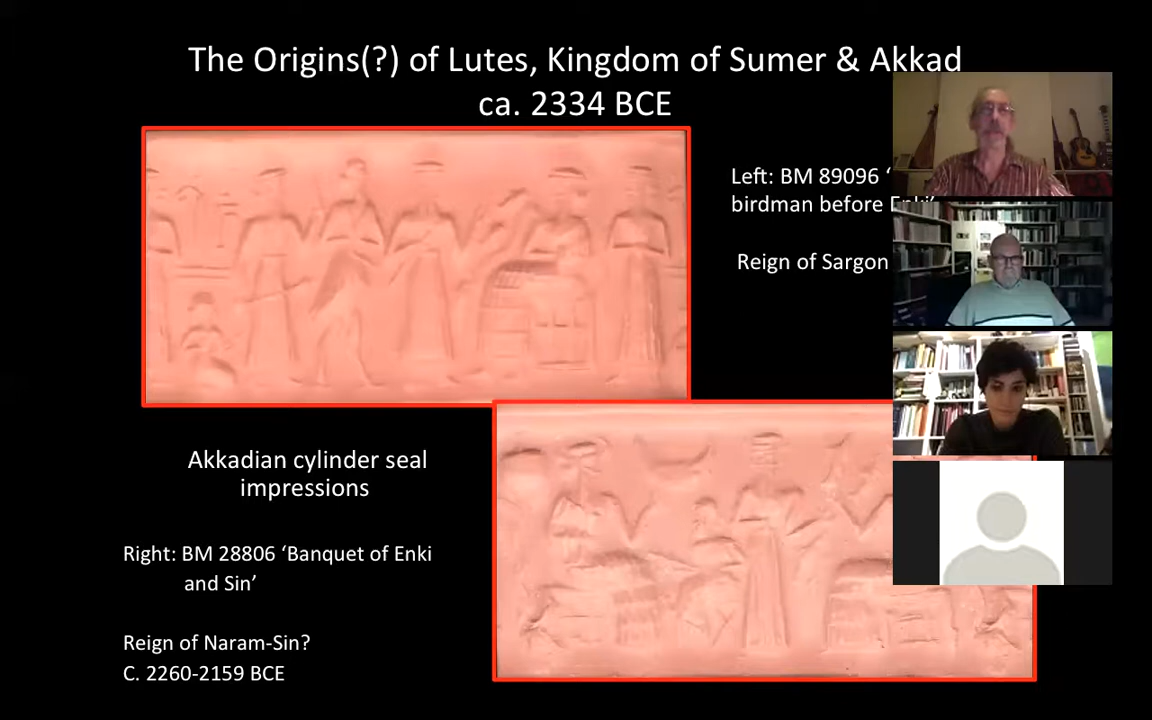 The Origins(?) of Lutes, Kingdom of Sumer & Akkad
ca. 2334 BCE
Left: BM 89096 ‘
birdman before Enki’
Reign of Sargon
Akkadian cylinder seal
impressions
Right: BM 28806 ‘Banquet of Enki
and Sin’
Reign of Naram-Sin?
C. 2260-2159 BCE